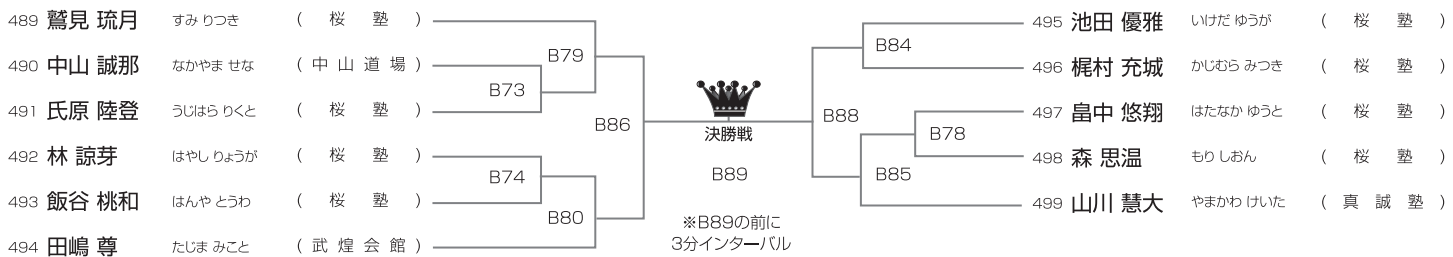 489 鷲見 琉月 すみ りつき ( 桜 塾 )
490 中山 誠那 なかやま せな ( 中 山 道 場 )
491 氏原 陸登 うじはら りくと ( 桜 塾 )
492 林 諒芽 はやし りょうが ( 桜 塾 )
493 飯谷 桃和 はんや とうわ ( 桜 塾 )
494 田嶋 尊 たじま みこと ( 武 煌 会 館 )
B79
B73
B86
B74
B80
決勝戦
B89
※B89の前に
3分インターバル
B84
B88
B78
B85
495 池田 優雅 いけだ ゆうが ( 桜 塾 )
496 梶村 充城 かじむら みつき ( 桜 塾 )
497 畠中 悠翔 はたなか ゆうと ( 桜 塾 )
498 森 思温 もり しおん ( 桜 塾 )
499 山川 慧大 やまかわ けいた ( 真 誠 塾 )